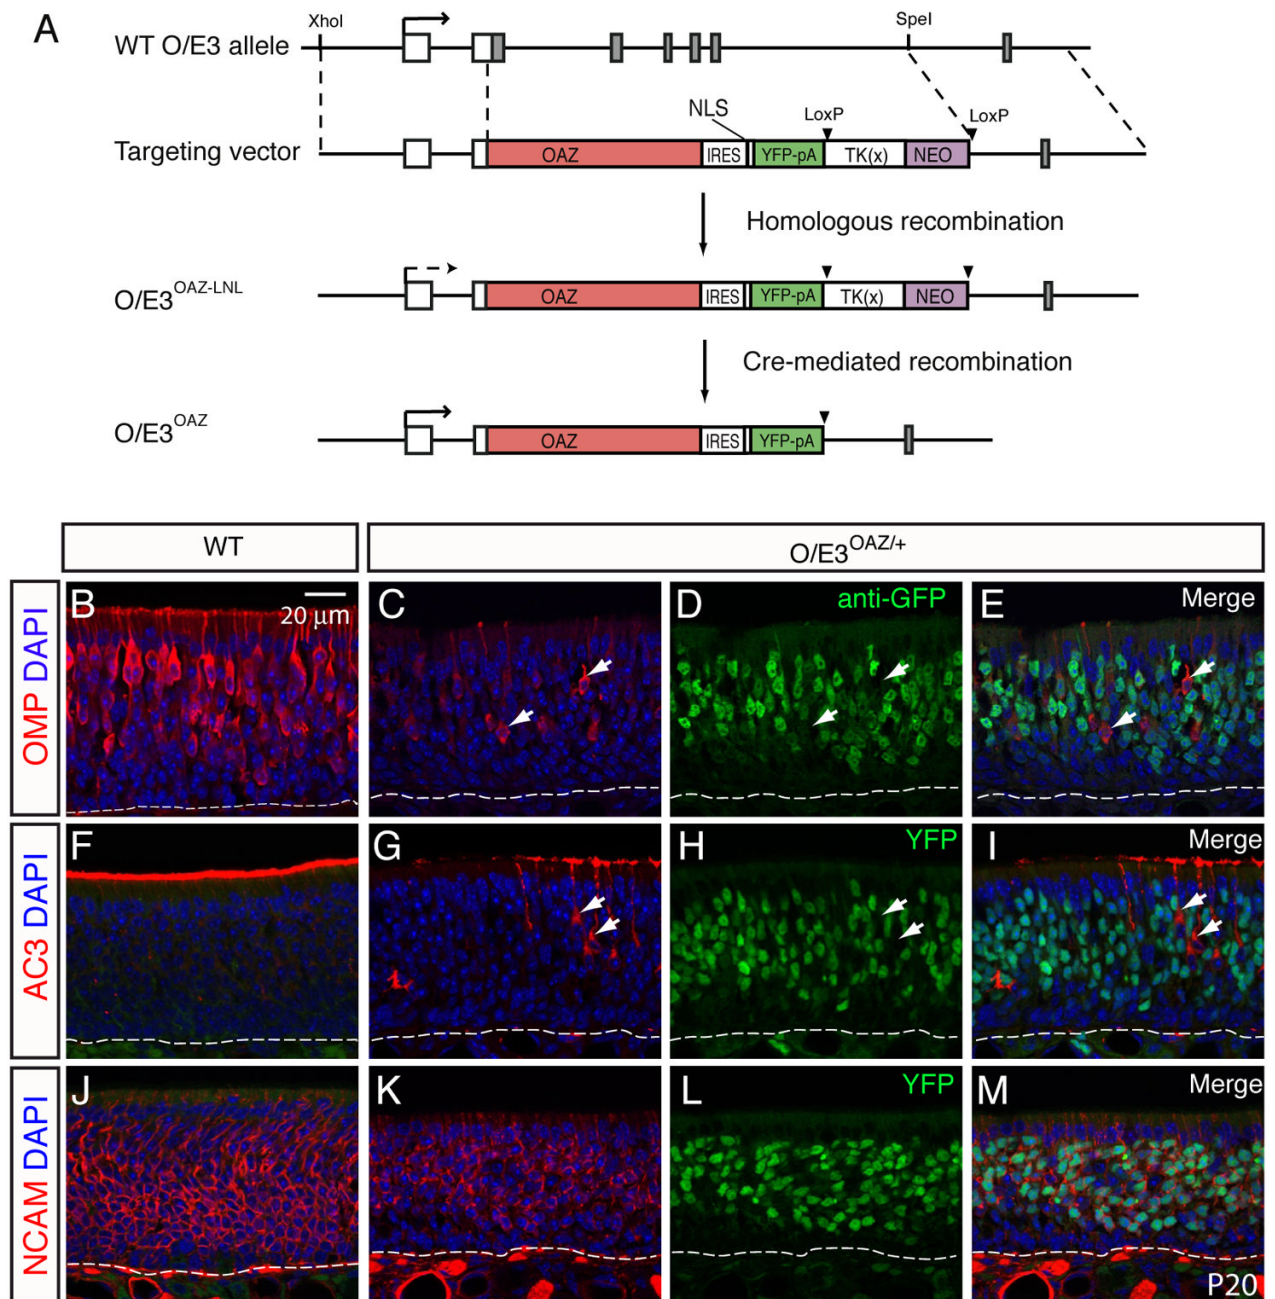 A
XhoI
SpeI
WT O/E3 allele
NLS
LoxP
LoxP
Targeting vector
OAZ
IRES
YFP-pA
TK(x)
NEO
Homologous recombination
O/E3OAZ-LNL
OAZ
IRES
YFP-pA
TK(x)
NEO
Cre-mediated recombination
O/E3OAZ
OAZ
IRES
YFP-pA
WT
O/E3OAZ/+
OMP DAPI
B
20 μm
C
D
anti-GFP
E
Merge
AC3 DAPI
F
G
H
YFP
I
Merge
NCAM DAPI
J
K
L
YFP
M
Merge
P20